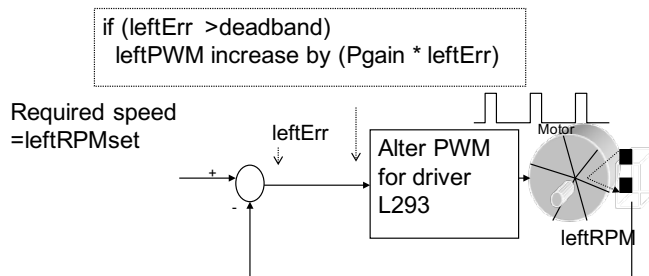 if (leftErr >deadband)
leftPWM increase by (Pgain * leftErr)
Required speed
=leftRPMset
leftErr
Motor
+
Alter PWM
for driver
L293
-
leftRPM